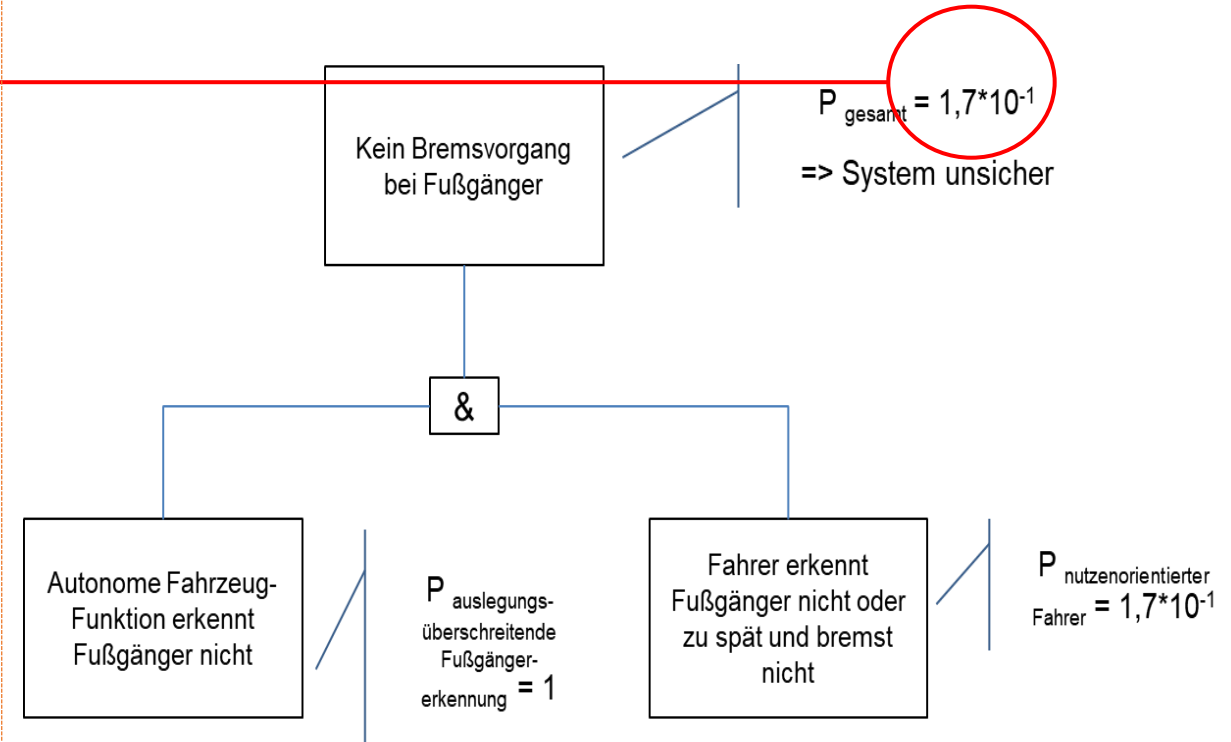 Kein Bremsvorgang
bei Fußgänger
P gesamt = 1,7*10⁻¹
=> System unsicher
&
Autonome Fahrzeug-
Funktion erkennt
Fußgänger nicht
P auslegungs-
überschreitende
Fußgänger-
erkennung = 1
Fahrer erkennt
Fußgänger nicht oder
zu spät und bremst
nicht
P nutzenorientierter
Fahrer = 1,7*10⁻¹